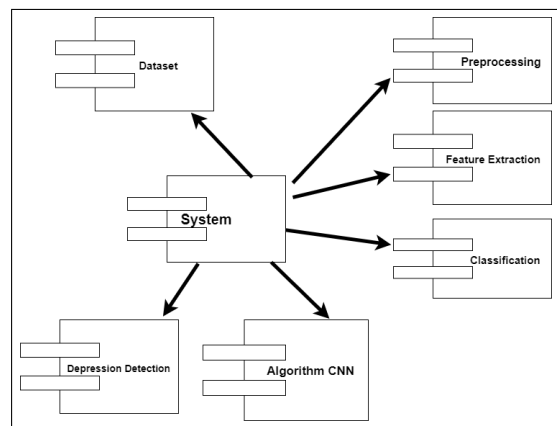 Dataset
Preprocessing
Feature Extraction
System
Classification
Depression Detection
Algorithm CNN